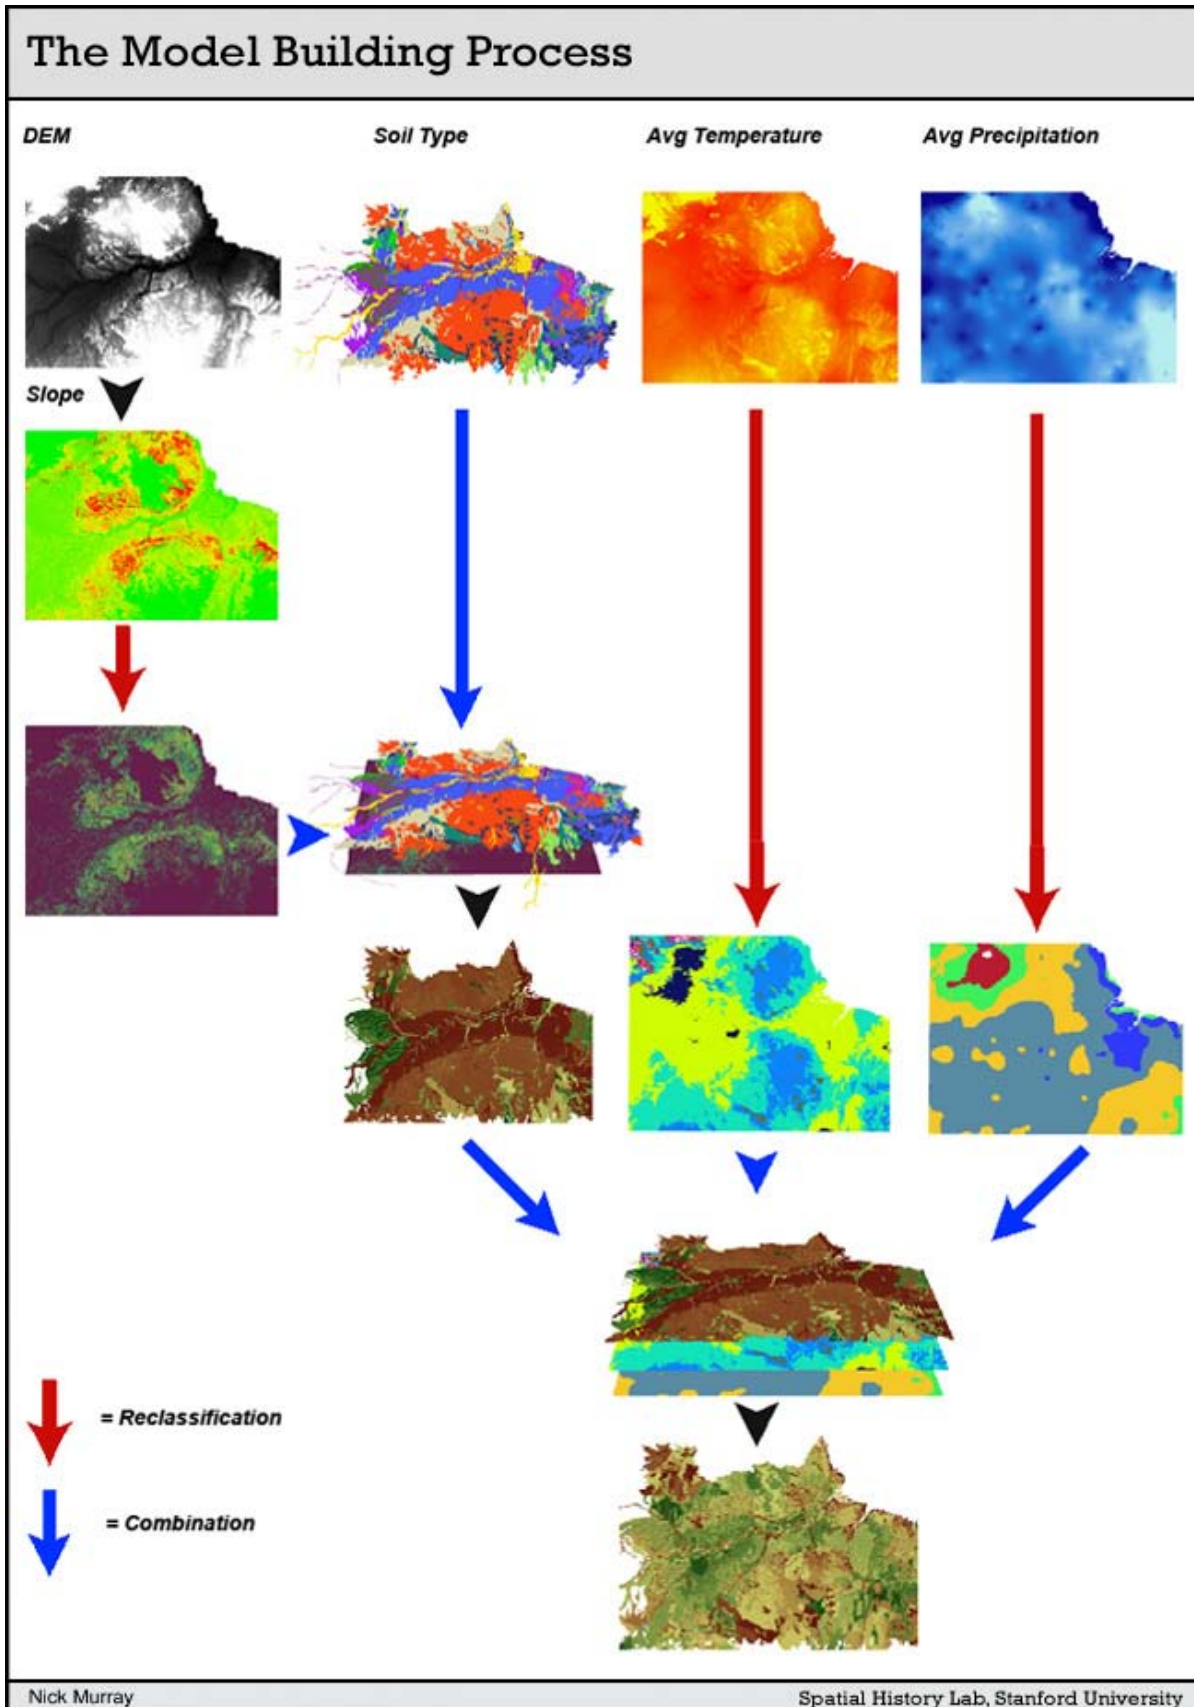 The Model Building Process
DEM
Soil Type
Avg Temperature
Avg Precipitation
Slope
= Reclassification
= Combination
Nick Murray
Spatial History Lab, Stanford University